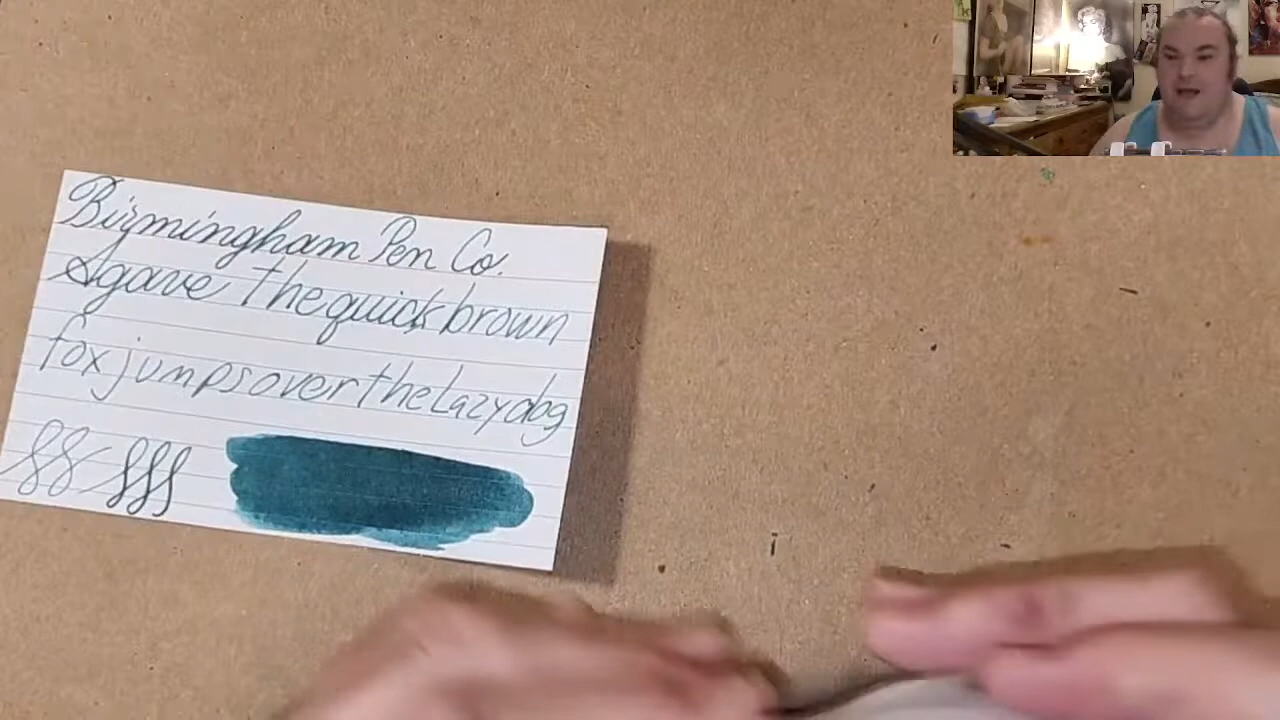 Birmingham Pen Co.
Agave the quick brown
fox jumps over the Lazy dog